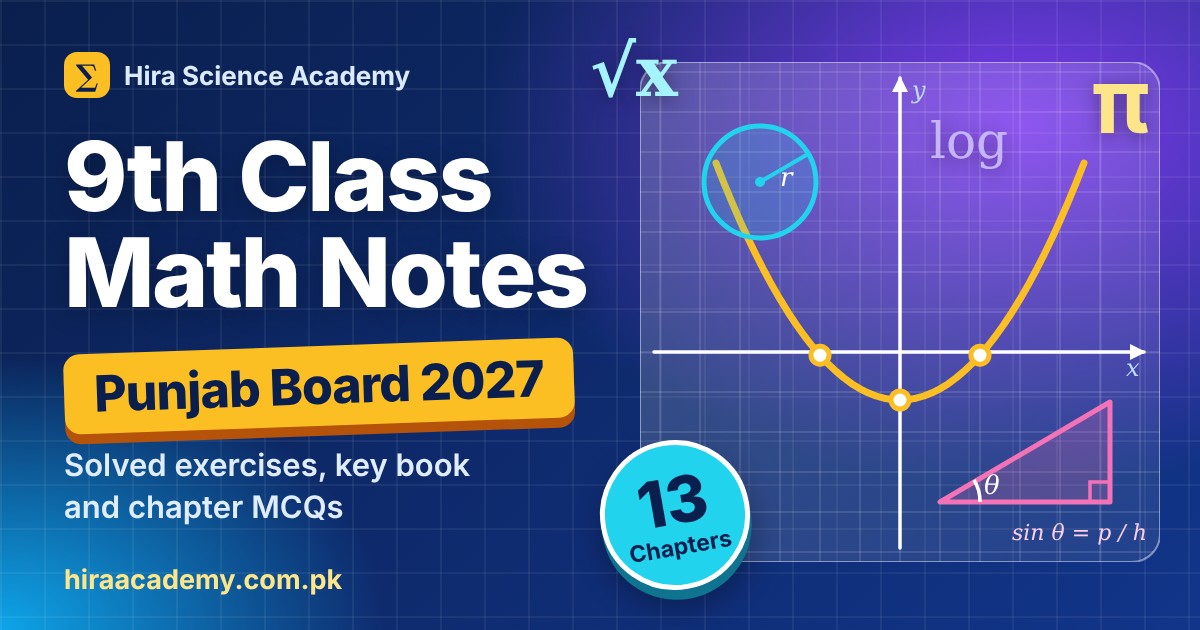 Σ Hira Science Academy
9th Class
Math Notes
Punjab Board 2027
Solved exercises, key book
and chapter MCQs
hiraacademy.com.pk
√x
π
y
log
r
x
θ
sin θ = p / h
13
Chapters